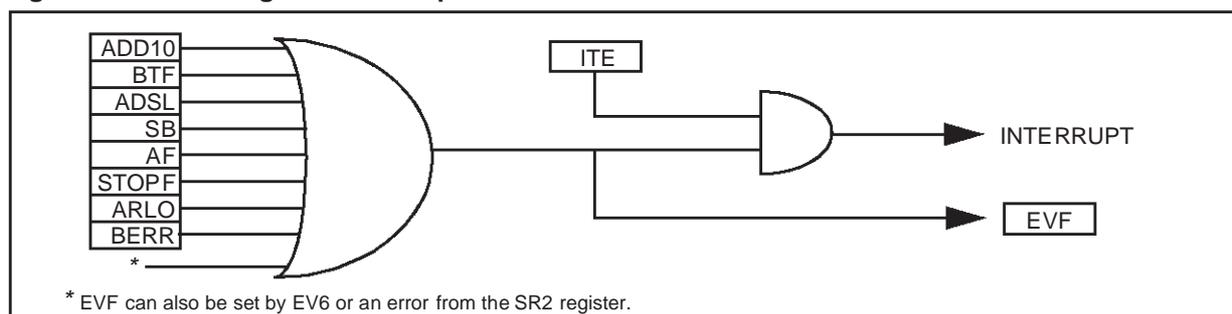 ADD10
BTF
ADSL
SB
AF
STOPF
ARLO
BERR
*
ITE
INTERRUPT
EVF
* EVF can also be set by EV6 or an error from the SR2 register.